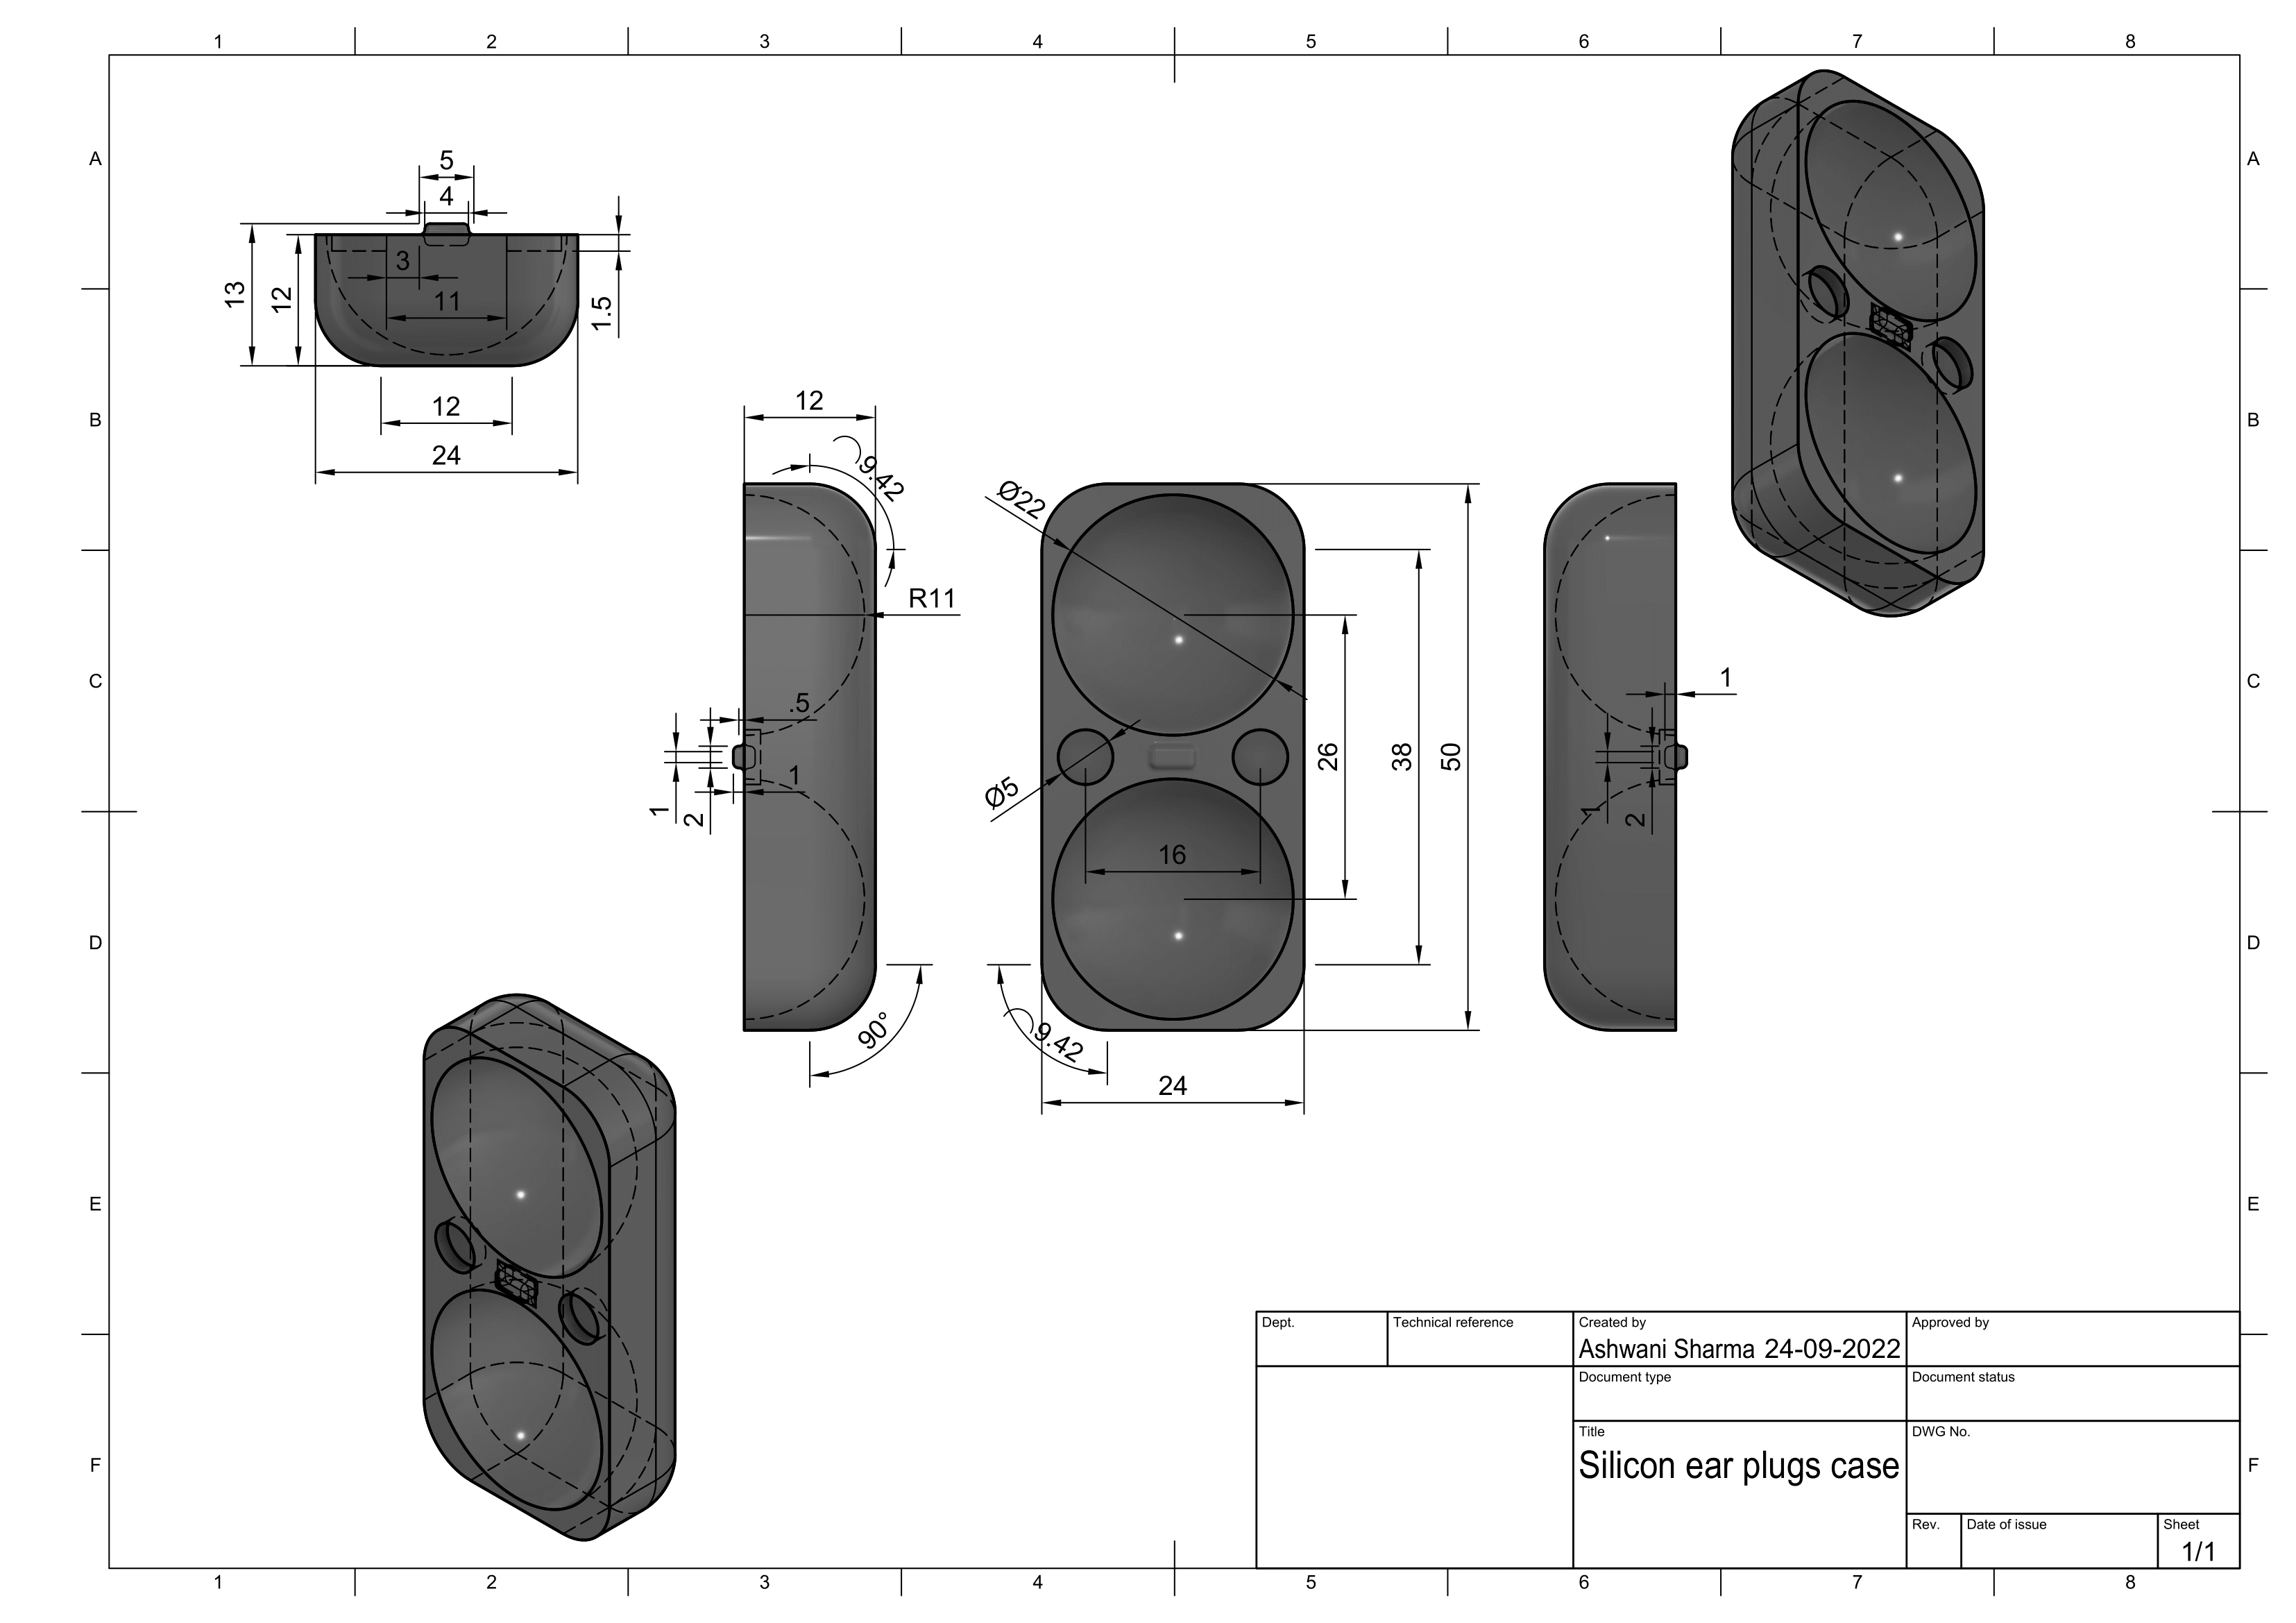 1 2 3 4 5 6 7 8
A A
B B
C C
D D
E E
F F
5
4
3
11
13
12
1.5
12
24
12
⌒9.42
R11
.5
1
1
2
90°
Ø22
Ø5
16
26
38
50
⌒9.42
24
1
1
2
Dept.
Technical reference
Created by
Ashwani Sharma 24-09-2022
Approved by
Document type
Document status
Title
Silicon ear plugs case
DWG No.
Rev.
Date of issue
Sheet
1/1
1 2 3 4 5 6 7 8